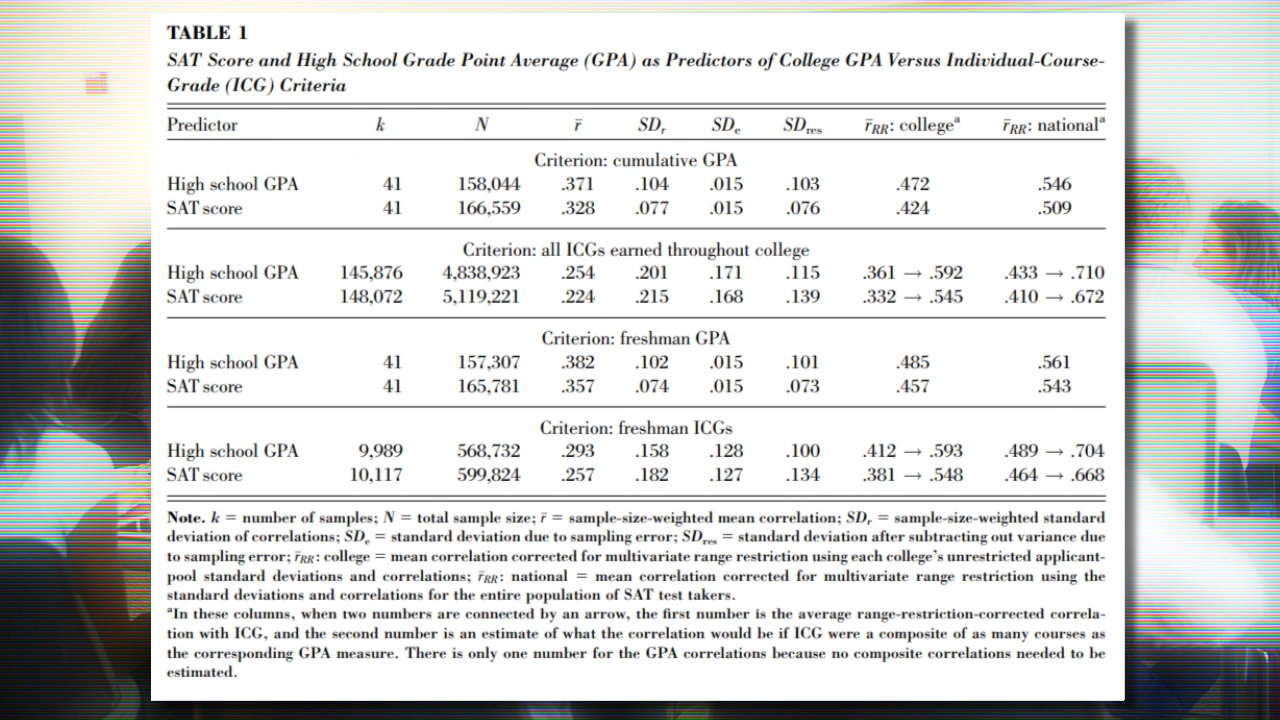 TABLE 1
SAT Score and High School Grade Point Average (GPA) as Predictors of College GPA Versus Individual-Course-
Grade (ICG) Criteria
Predictor k N r̄ SDr SDe SDres r̄RR: collegeª r̄RR: nationalª
Criterion: cumulative GPA
High school GPA 41 158,044 .371 .104 .015 .103 .472 .546
SAT score 41 166,559 .328 .077 .015 .076 .424 .509
Criterion: all ICGs earned throughout college
High school GPA 145,876 4,838,923 .254 .201 .171 .115 .361 → .592 .433 → .710
SAT score 148,072 5,119,221 .224 .215 .168 .139 .332 → .545 .410 → .672
Criterion: freshman GPA
High school GPA 41 157,307 .382 .102 .015 .101 .485 .561
SAT score 41 165,781 .357 .074 .015 .073 .457 .543
Criterion: freshman ICGs
High school GPA 9,989 568,732 .293 .158 .128 .100 .412 → .593 .489 → .704
SAT score 10,117 599,824 .257 .182 .127 .134 .381 → .548 .464 → .668
Note. k = number of samples; N = total sample size; r̄ = sample-size-weighted mean correlation; SDr = sample-size-weighted standard
deviation of correlations; SDe = standard deviation due to sampling error; SDres = standard deviation after subtracting out variance due
to sampling error; r̄RR: college = mean correlation corrected for multivariate range restriction using each college's unrestricted applicant-
pool standard deviations and correlations; r̄RR: national = mean correlation corrected for multivariate range restriction using the
standard deviations and correlations for the entire population of SAT test takers.
ªIn these columns, when two numbers are connected by an arrow, the first number is the average range-restriction-corrected correla-
tion with ICG, and the second number is an estimate of what the correlation would be if ICG were a composite of as many courses as
the corresponding GPA measure. There is only one number for the GPA correlations because no composite correlations needed to be
estimated.